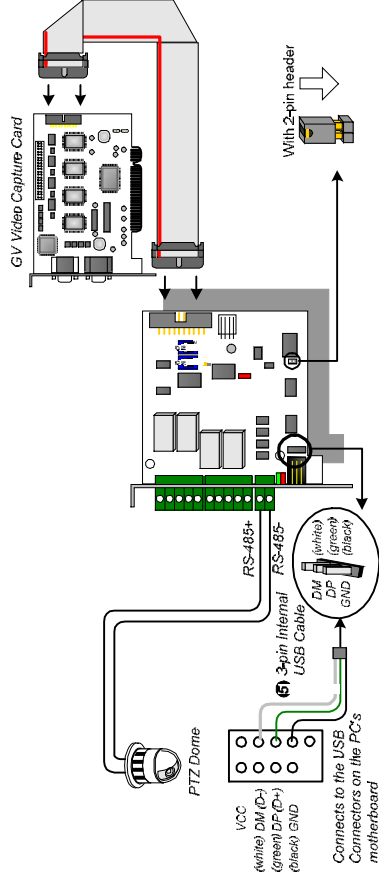 GV Video Capture Card
With 2-pin header
RS-485+
RS-485-
PTZ Dome
(5) 3-pin Internal
USB Cable
DM (white)
DP (green)
GND (black)
VCC
(white) DM (D-)
(green) DP (D+)
(black) GND
Connects to the USB
Connectors on the PC's
motherboard